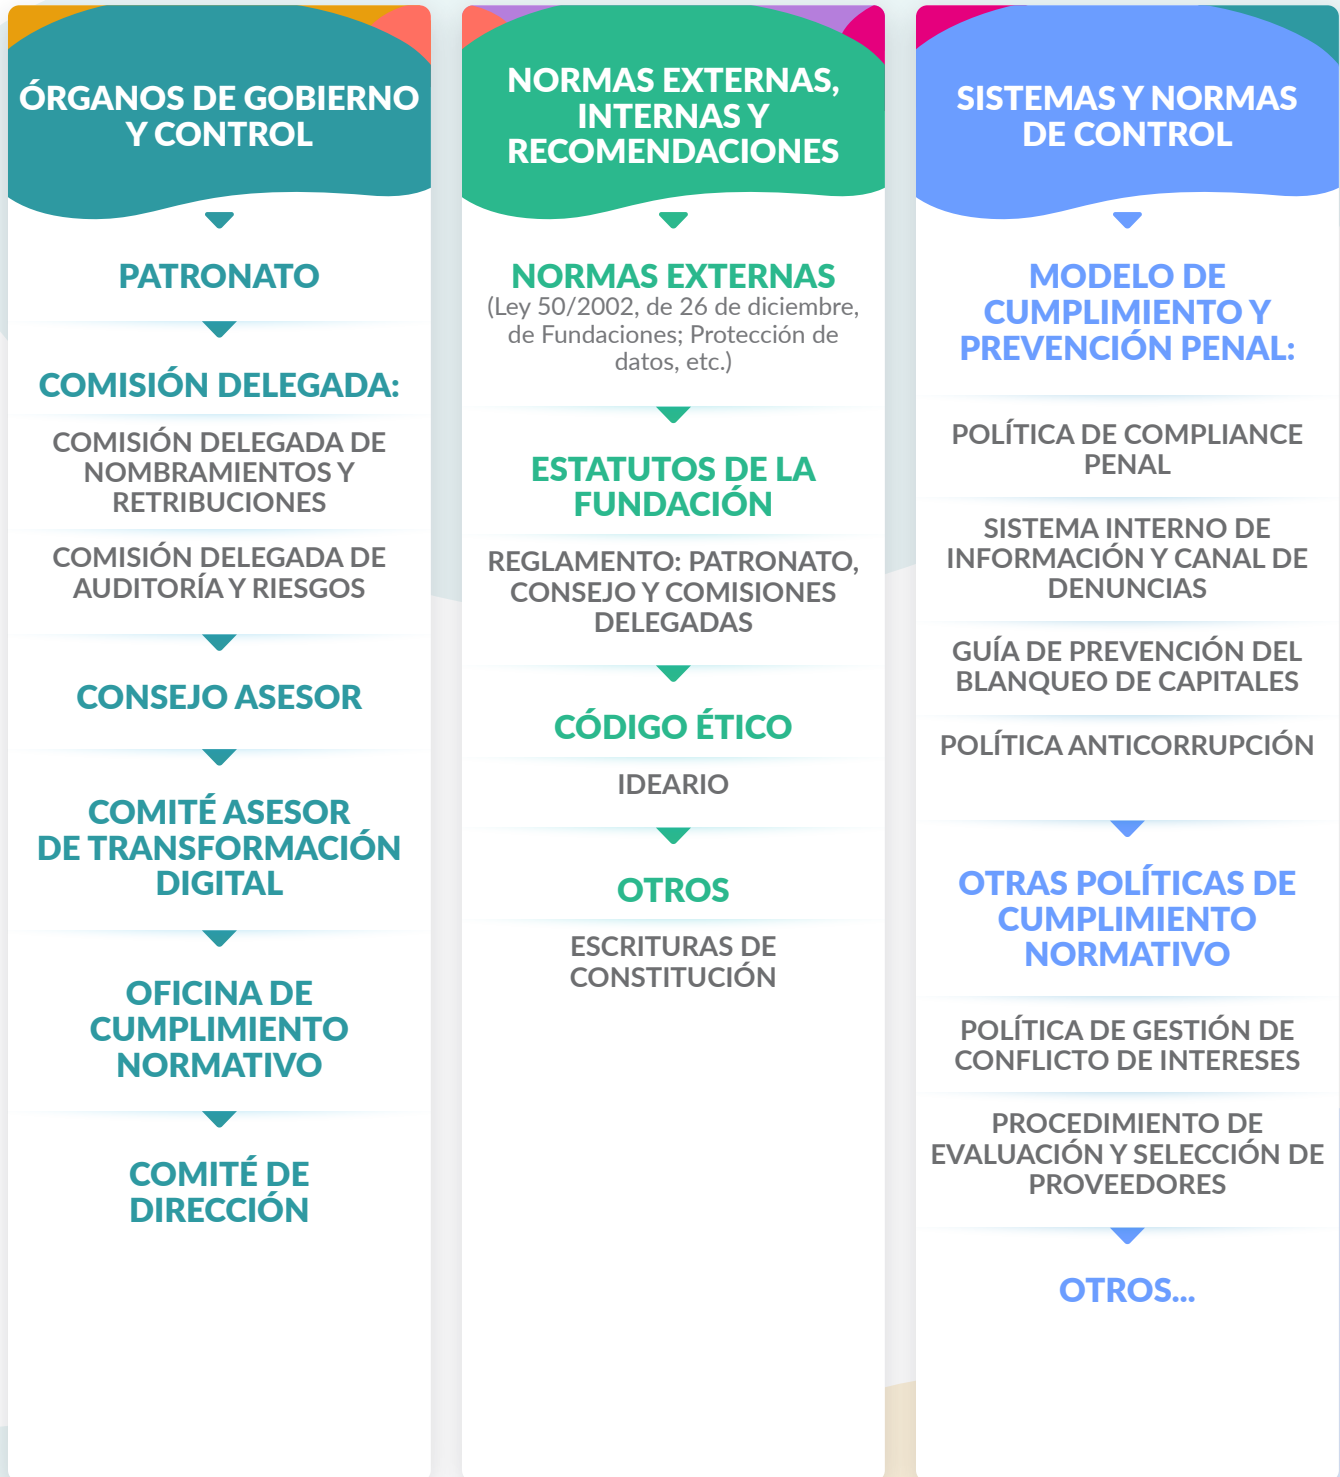 ÓRGANOS DE GOBIERNO
Y CONTROL
PATRONATO
COMISIÓN DELEGADA:
COMISIÓN DELEGADA DE
NOMBRAMIENTOS Y
RETRIBUCIONES
COMISIÓN DELEGADA DE
AUDITORÍA Y RIESGOS
CONSEJO ASESOR
COMITÉ ASESOR
DE TRANSFORMACIÓN
DIGITAL
OFICINA DE
CUMPLIMIENTO
NORMATIVO
COMITÉ DE
DIRECCIÓN
NORMAS EXTERNAS,
INTERNAS Y
RECOMENDACIONES
NORMAS EXTERNAS
(Ley 50/2002, de 26 de diciembre,
de Fundaciones; Protección de
datos, etc.)
ESTATUTOS DE LA
FUNDACIÓN
REGLAMENTO: PATRONATO,
CONSEJO Y COMISIONES
DELEGADAS
CÓDIGO ÉTICO
IDEARIO
OTROS
ESCRITURAS DE
CONSTITUCIÓN
SISTEMAS Y NORMAS
DE CONTROL
MODELO DE
CUMPLIMIENTO Y
PREVENCIÓN PENAL:
POLÍTICA DE COMPLIANCE
PENAL
SISTEMA INTERNO DE
INFORMACIÓN Y CANAL DE
DENUNCIAS
GUÍA DE PREVENCIÓN DEL
BLANQUEO DE CAPITALES
POLÍTICA ANTICORRUPCIÓN
OTRAS POLÍTICAS DE
CUMPLIMIENTO
NORMATIVO
POLÍTICA DE GESTIÓN DE
CONFLICTO DE INTERESES
PROCEDIMIENTO DE
EVALUACIÓN Y SELECCIÓN DE
PROVEEDORES
OTROS...